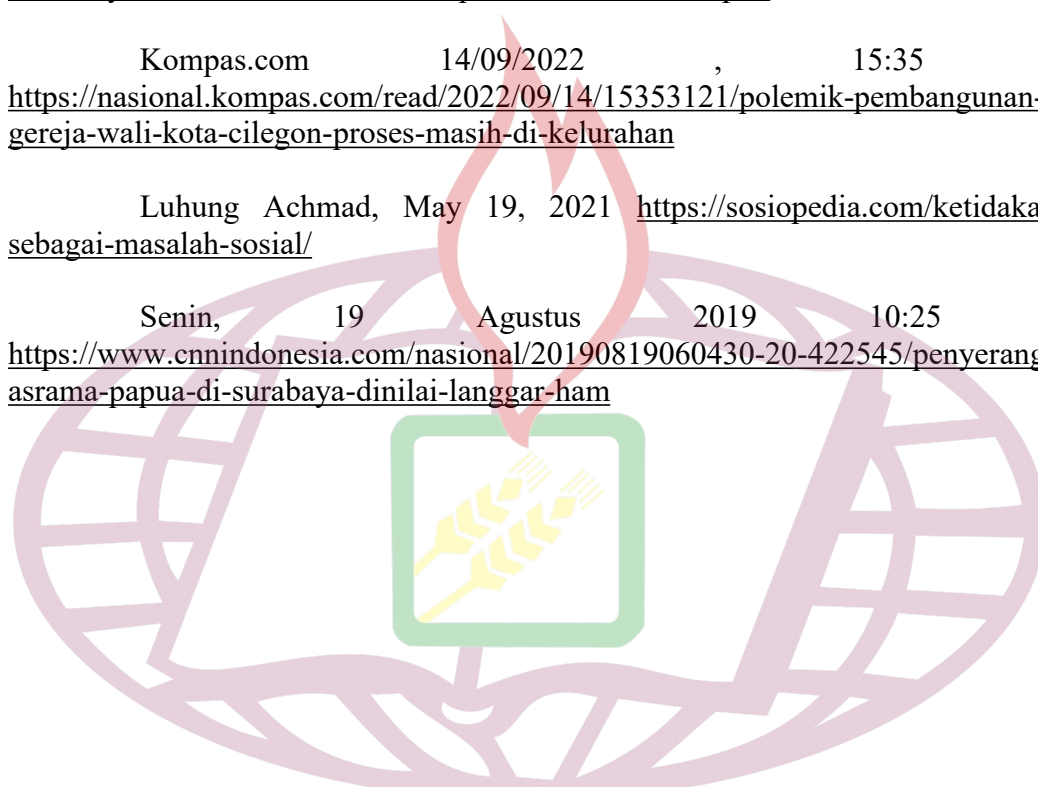 Kompas.com 14/09/2022 , 15:35
https://nasional.kompas.com/read/2022/09/14/15353121/polemik-pembangunan-
gereja-wali-kota-cilegon-proses-masih-di-kelurahan
Luhung Achmad, May 19, 2021 https://sosiopedia.com/ketidaka
sebagai-masalah-sosial/
Senin, 19 Agustus 2019 10:25
https://www.cnnindonesia.com/nasional/20190819060430-20-422545/penyerang
asrama-papua-di-surabaya-dinilai-langgar-ham